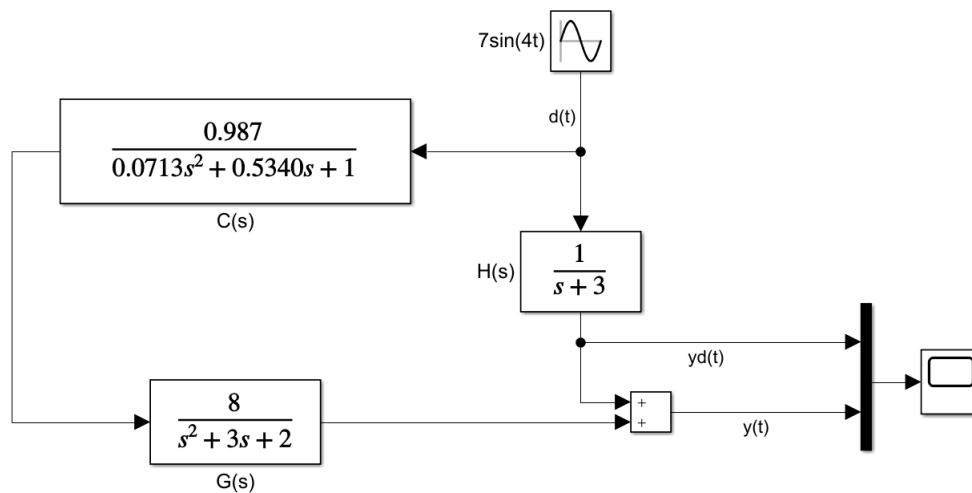 7sin(4t)
d(t)
0.987
0.0713s² + 0.5340s + 1
C(s)
1
s + 3
H(s)
yd(t)
+
+
y(t)
8
s² + 3s + 2
G(s)